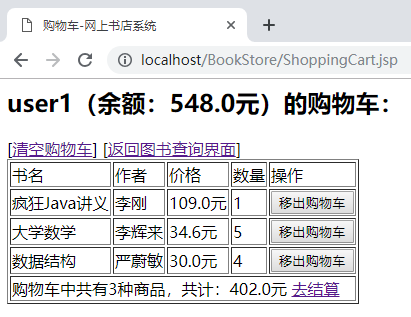 购物车-网上书店系统
localhost/BookStore/ShoppingCart.jsp
user1（余额：548.0元）的购物车：
[清空购物车] [返回图书查询界面]
书名 作者 价格 数量 操作
疯狂Java讲义 李刚 109.0元 1 移出购物车
大学数学 李辉来 34.6元 5 移出购物车
数据结构 严蔚敏 30.0元 4 移出购物车
购物车中共有3种商品，共计：402.0元 去结算